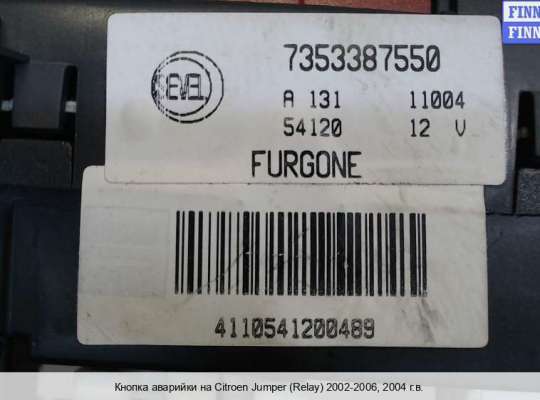 FINN
FINN
SEVEL
7353387550
A 131 11004
54120 12 V
FURGONE
4110541200489
Кнопка аварийки на Citroen Jumper (Relay) 2002-2006, 2004 г.в.